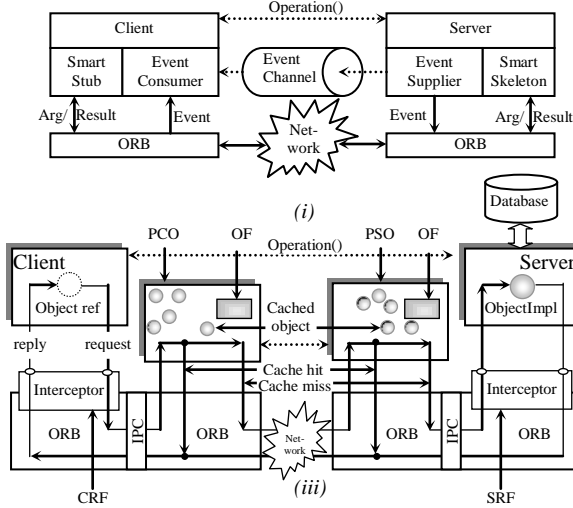 Operation()
Client
Server
Smart
Stub
Event
Consumer
Event
Channel
Event
Supplier
Smart
Skeleton
Arg/
Result
Event
Event
Arg/
Result
ORB
Net-
work
ORB
(i)
Database
PCO
OF
Operation()
PSO
OF
Client
Server
Object ref
Cached
object
ObjectImpl
reply
request
Cache hit
Cache miss
Interceptor
Interceptor
ORB
IPC
ORB
Net-
work
ORB
IPC
ORB
CRF
(iii)
SRF